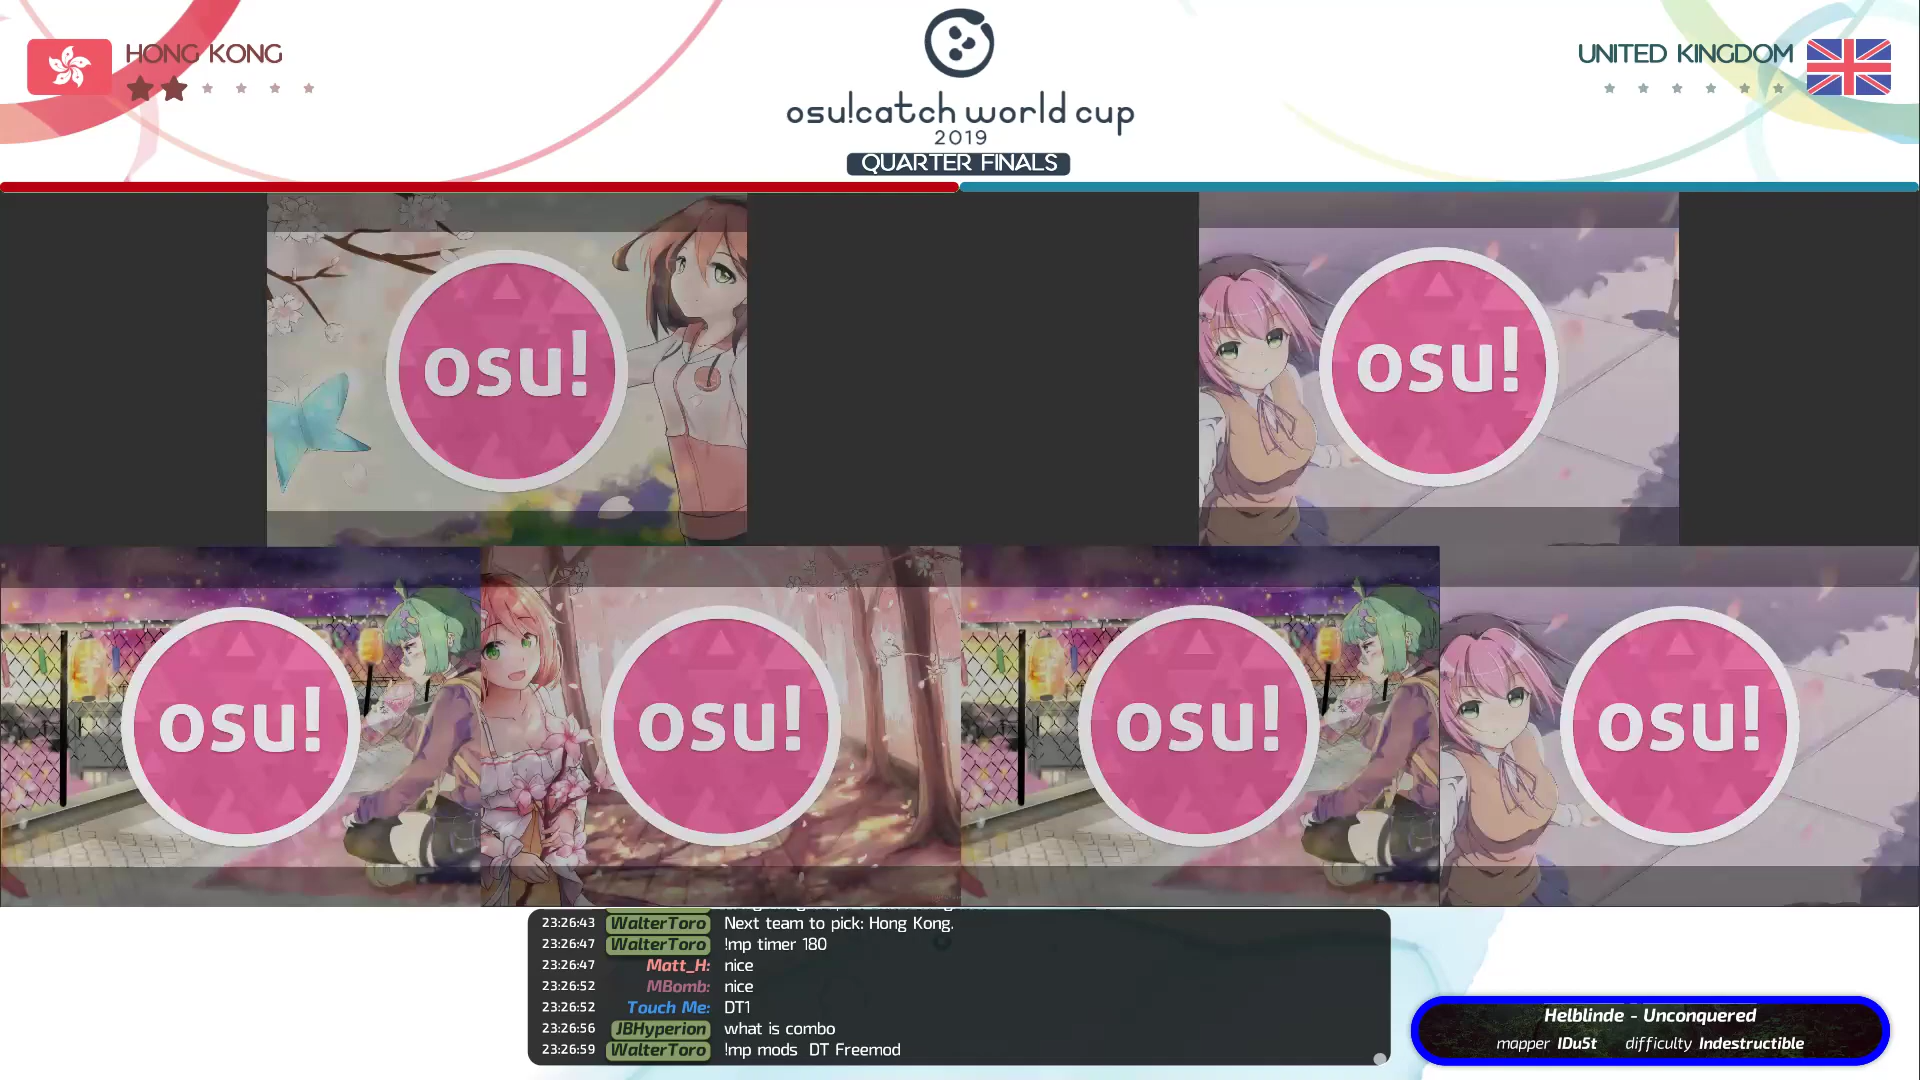 HONG KONG
osu!catch world cup
2019
QUARTER FINALS
UNITED KINGDOM
osu!
osu!
osu!
osu!
osu!
osu!
23:26:43 WalterToro Next team to pick: Hong Kong.
23:26:47 WalterToro !mp timer 180
23:26:47 Matt_H: nice
23:26:52 MBomb: nice
23:26:52 Touch Me: DT1
23:26:56 JBHyperion what is combo
23:26:59 WalterToro !mp mods DT Freemod
Helblinde - Unconquered
mapper IDu5t difficulty Indestructible